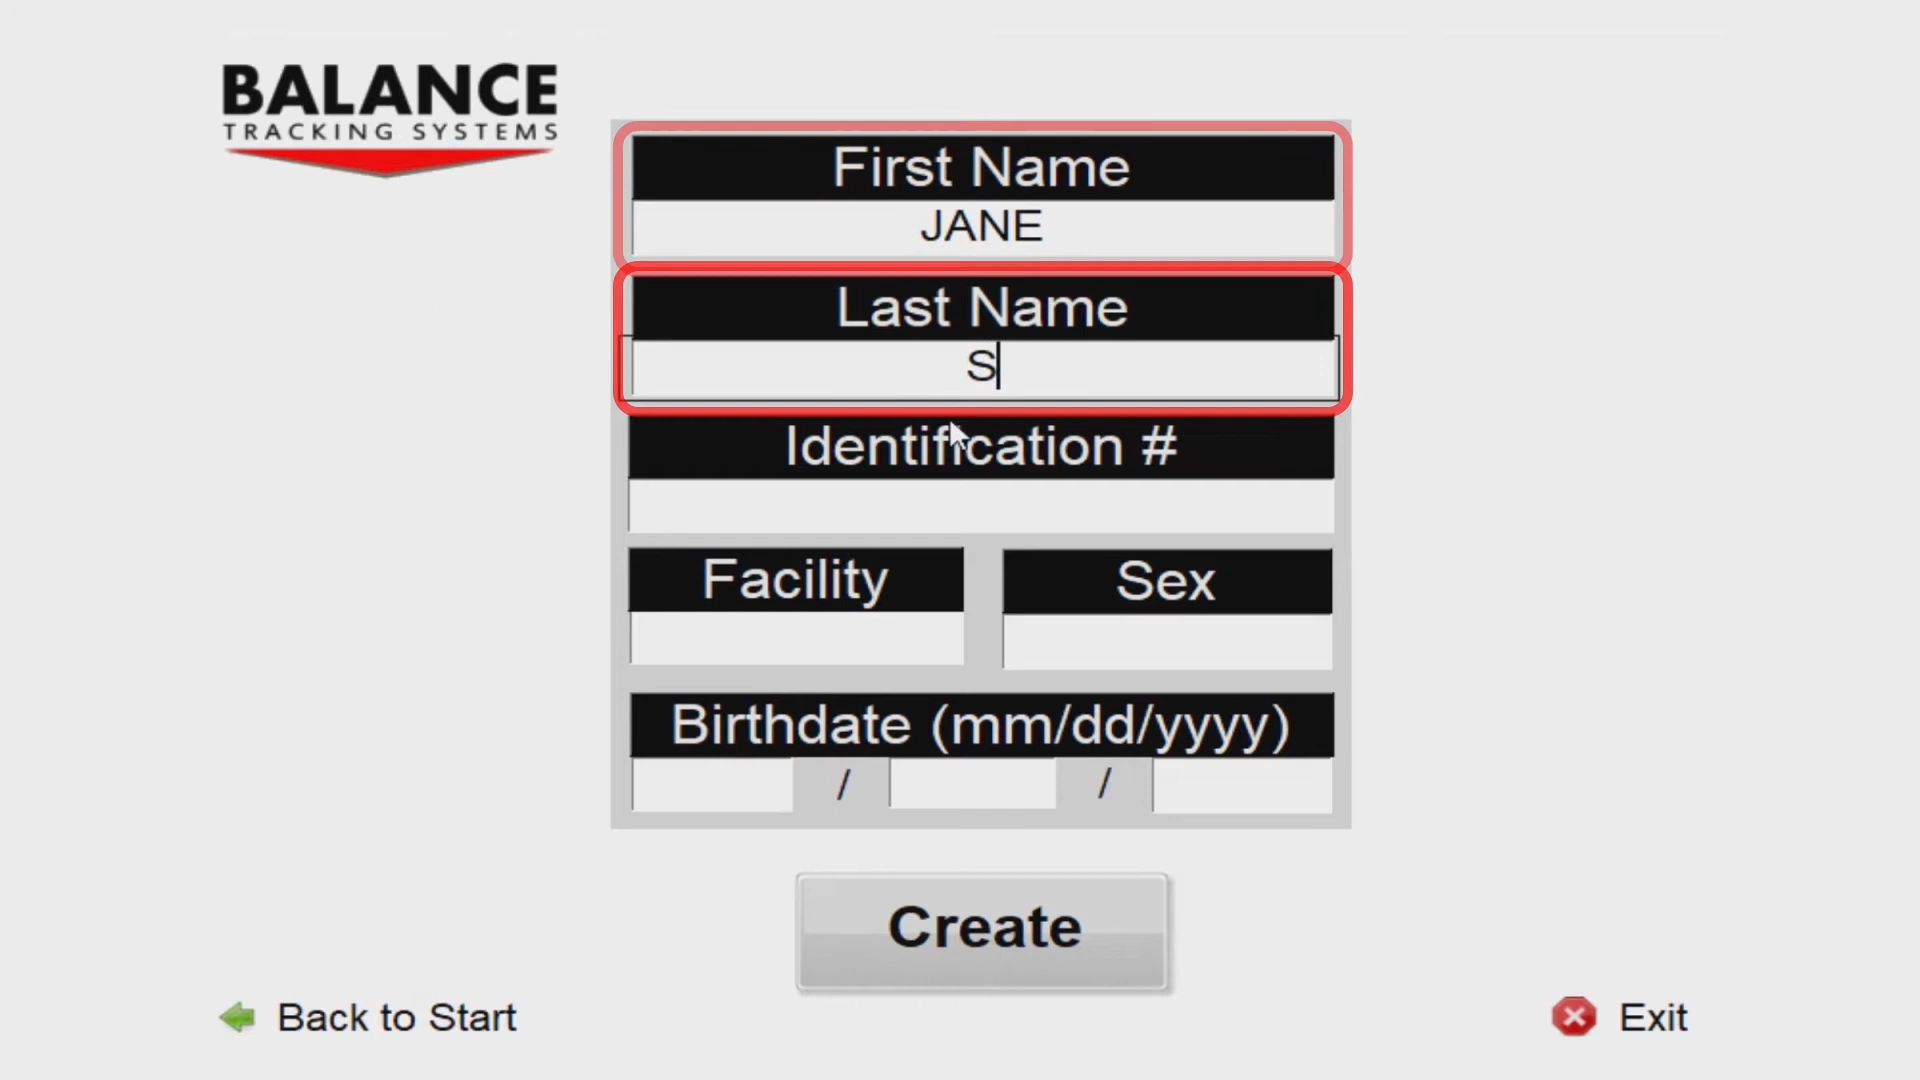 BALANCE
TRACKING SYSTEMS
First Name
JANE
Last Name
S
Identification #
Facility
Sex
Birthdate (mm/dd/yyyy)
/ /
Create
Back to Start
Exit